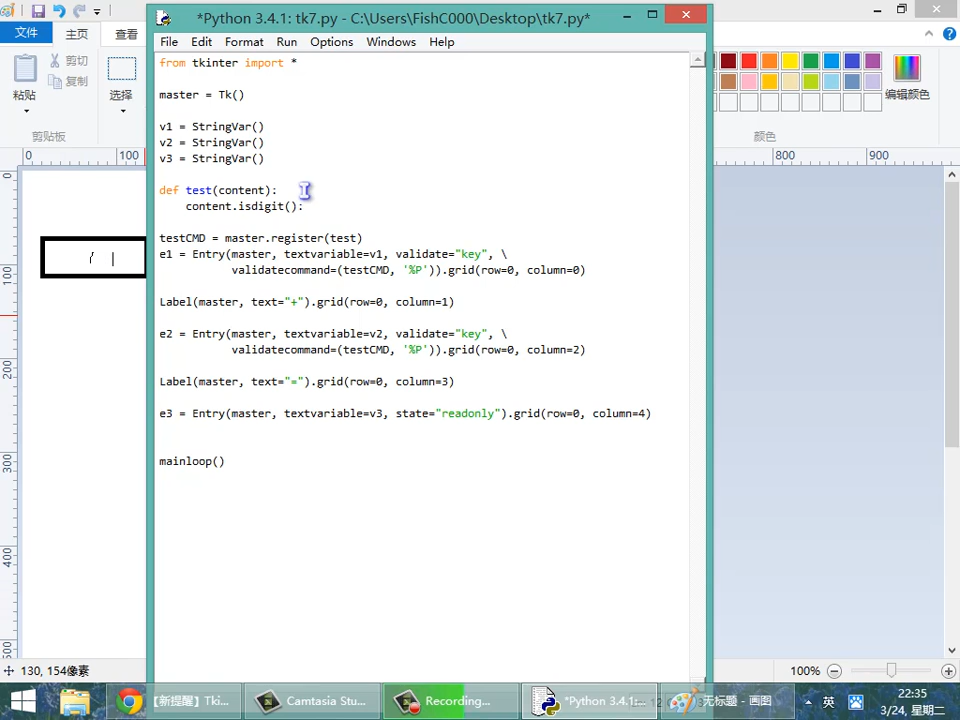 *Python 3.4.1: tk7.py - C:\Users\FishC000\Desktop\tk7.py*
文件 主页 查看
File Edit Format Run Options Windows Help
粘贴
剪切
复制
选择
剪贴板
编辑颜色
颜色
0 100 800 900
0
100
200
300
400
500
from tkinter import *
master = Tk()
v1 = StringVar()
v2 = StringVar()
v3 = StringVar()
def test(content):
content.isdigit():
testCMD = master.register(test)
e1 = Entry(master, textvariable=v1, validate="key", \
validatecommand=(testCMD, '%P')).grid(row=0, column=0)
Label(master, text="+").grid(row=0, column=1)
e2 = Entry(master, textvariable=v2, validate="key", \
validatecommand=(testCMD, '%P')).grid(row=0, column=2)
Label(master, text="=").grid(row=0, column=3)
e3 = Entry(master, textvariable=v3, state="readonly").grid(row=0, column=4)
mainloop()
130, 154像素
100%
【新提醒】Tki...
Camtasia Stu...
Recording...
*Python 3.4.1:...
无标题 - 画图
英
22:35
3/24, 星期二